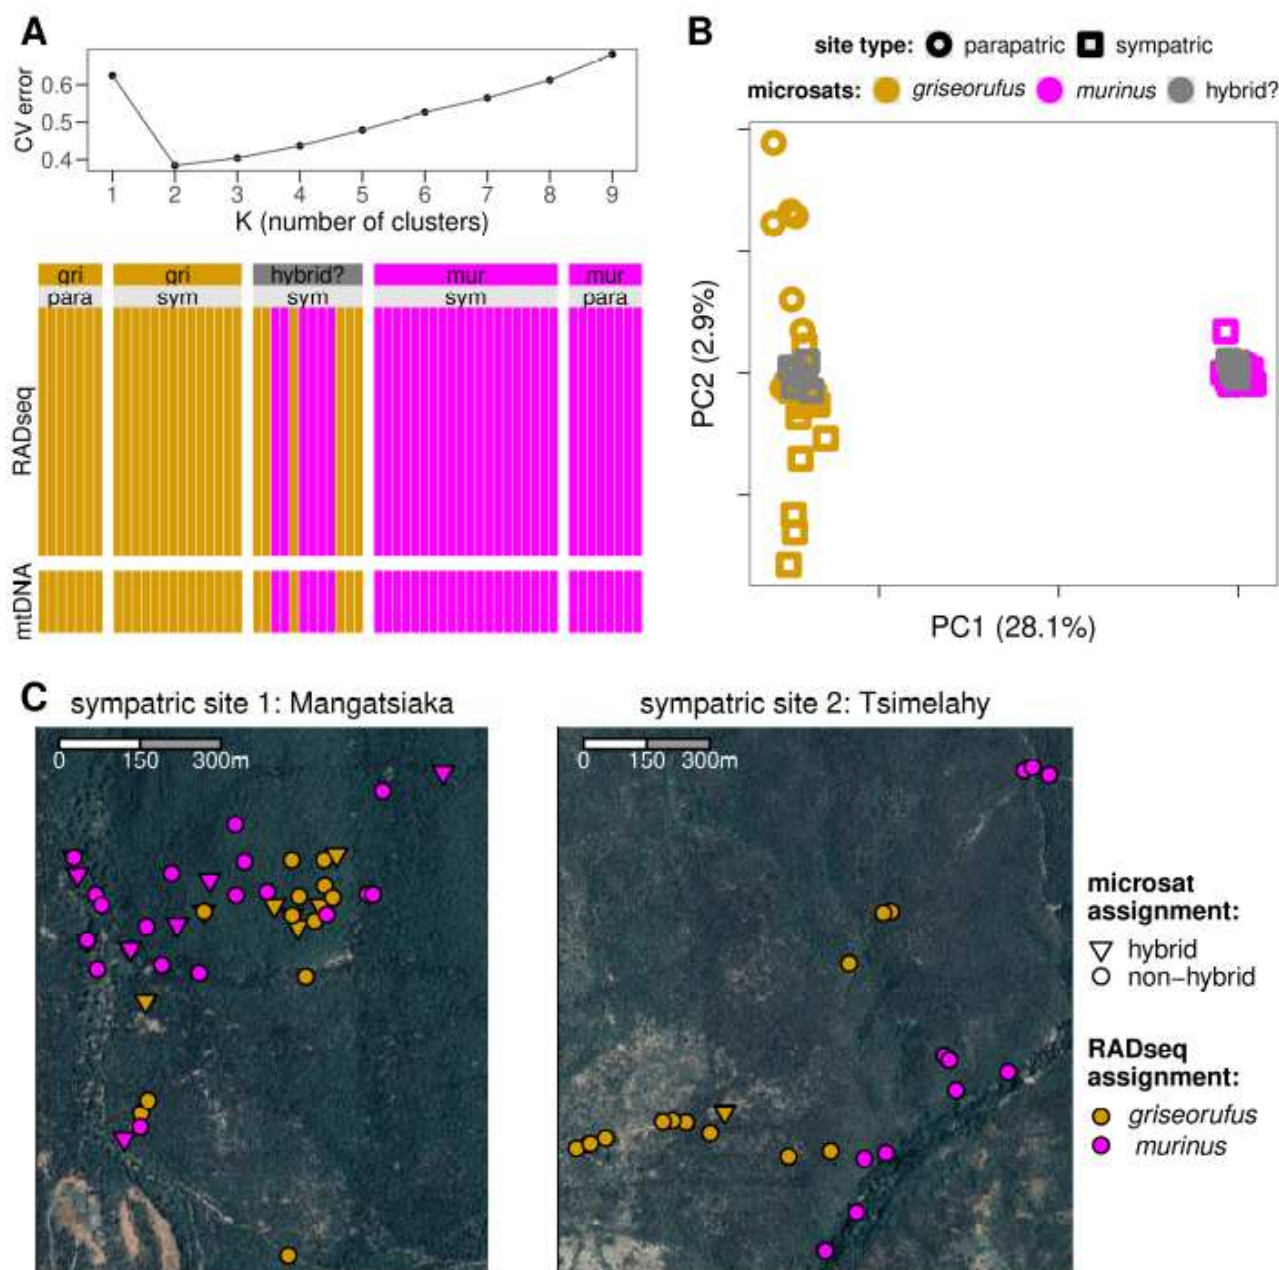 A
CV error
0.6
0.5
0.4
1 2 3 4 5 6 7 8 9
K (number of clusters)
gri gri hybrid? mur mur
para sym sym sym para
RADseq
mtDNA
B
site type: parapatric sympatric
microsats: griseorufus murinus hybrid?
PC2 (2.9%)
PC1 (28.1%)
C
sympatric site 1: Mangatsiaka
0 150 300m
sympatric site 2: Tsimelahy
0 150 300m
microsat
assignment:
hybrid
non-hybrid
RADseq
assignment:
griseorufus
murinus